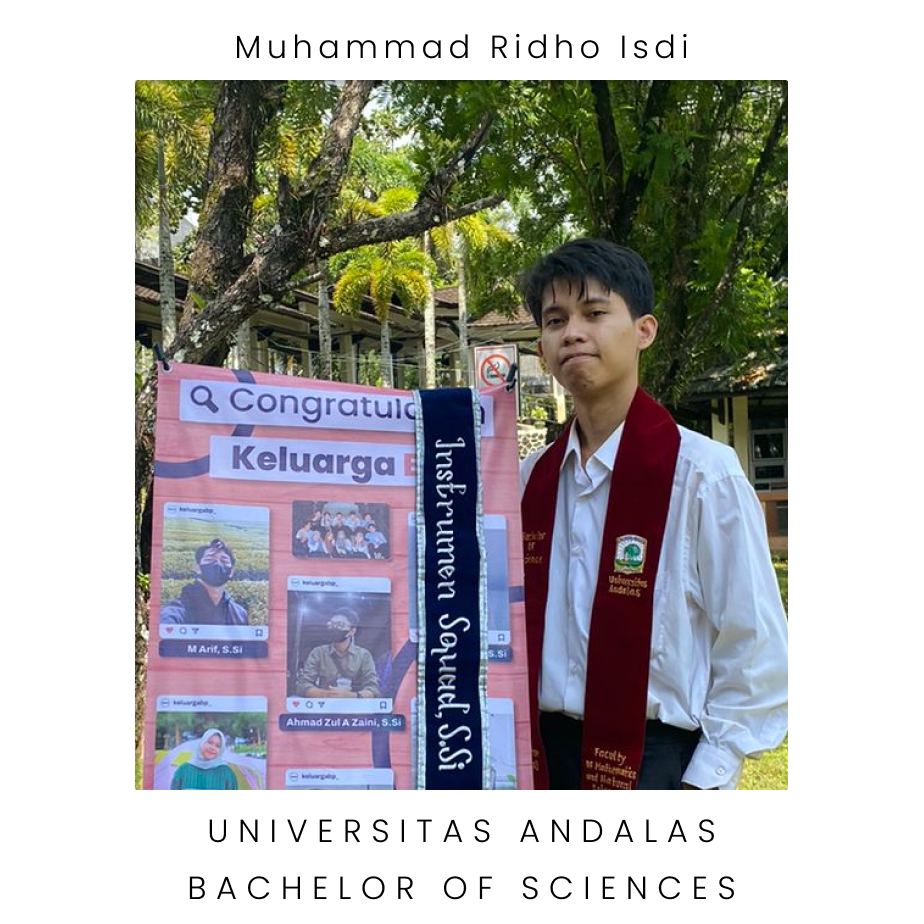 Muhammad Ridho Isdi
Congratul
Keluarga
keluargabp_
M Arif, S.Si
keluargabp_
Ahmad Zul A Zaini, S.Si
keluargabp_
keluargabp_
S.Si
Instrumen Squad, S.Si
Universitas
Andalas
Faculty
of Mathematics
and Natural
UNIVERSITAS ANDALAS
BACHELOR OF SCIENCES